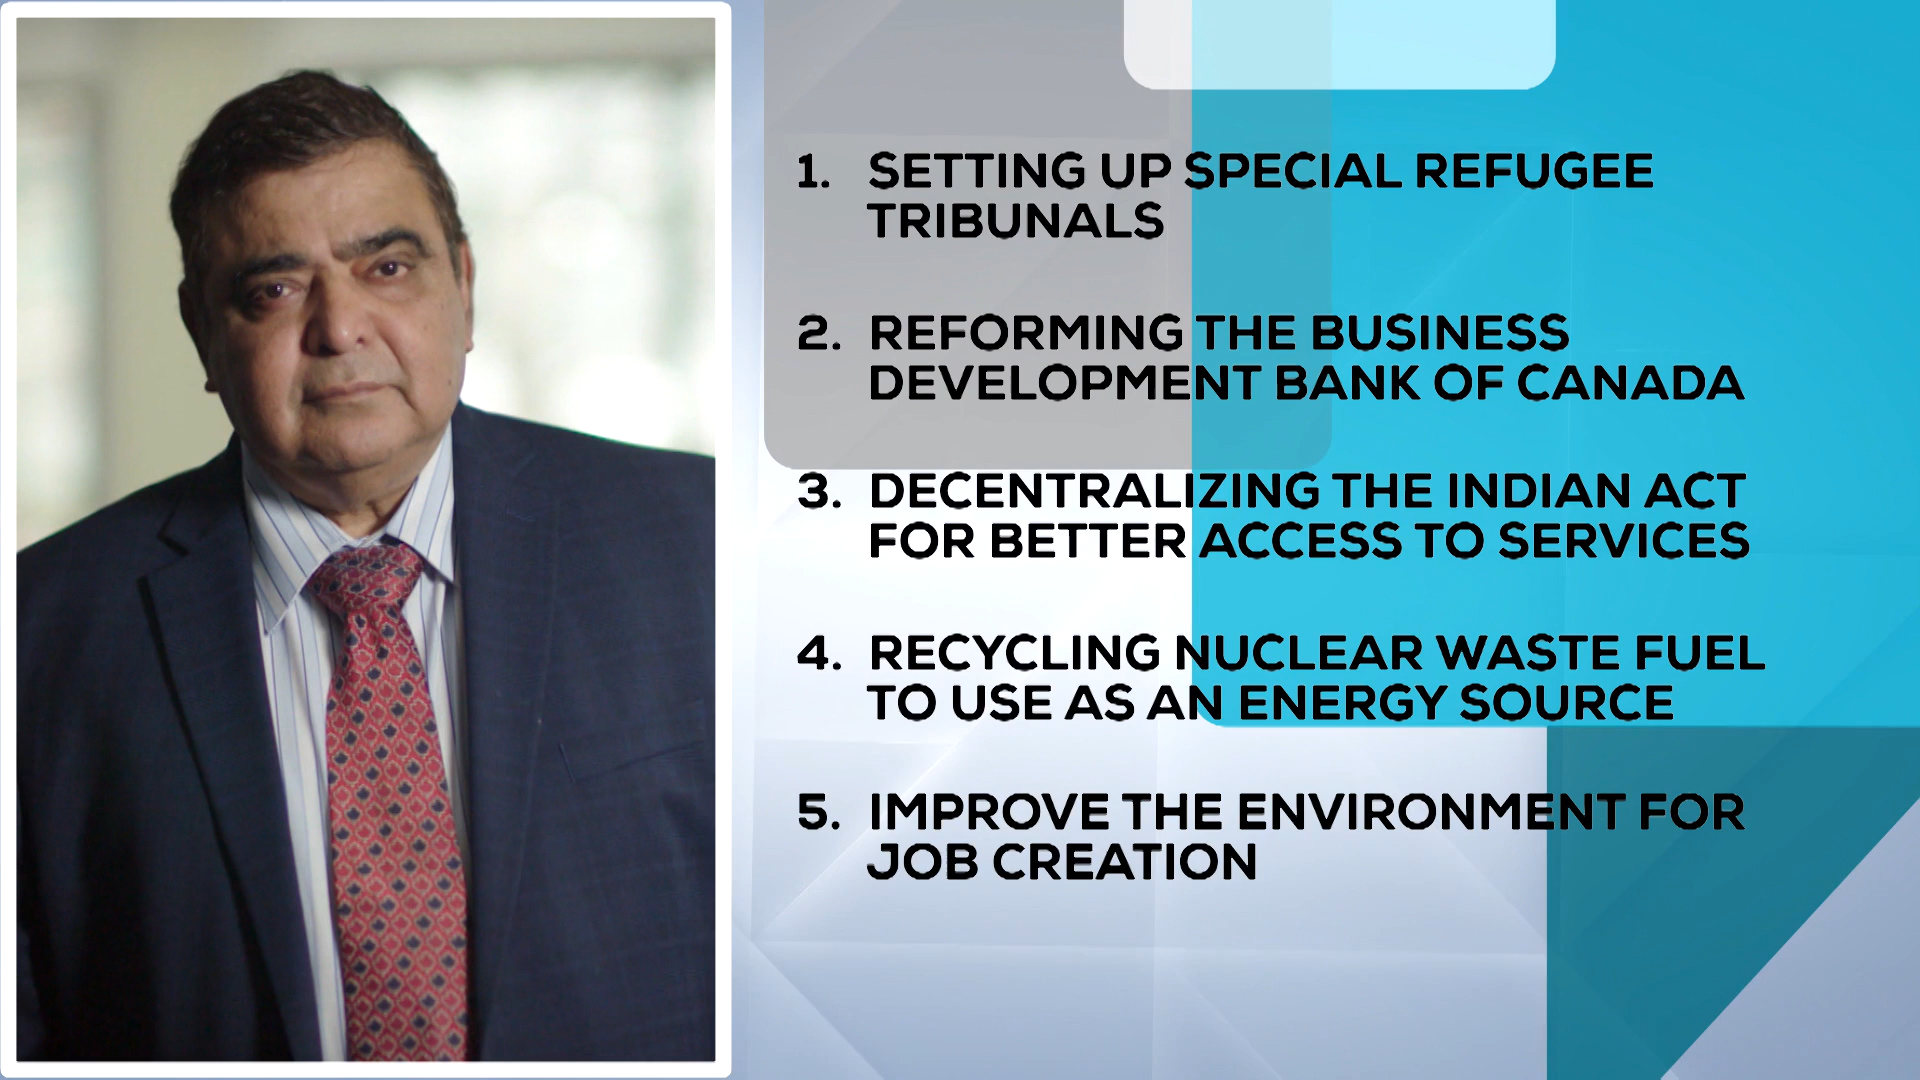 1. SETTING UP SPECIAL REFUGEE
TRIBUNALS
2. REFORMING THE BUSINESS
DEVELOPMENT BANK OF CANADA
3. DECENTRALIZING THE INDIAN ACT
FOR BETTER ACCESS TO SERVICES
4. RECYCLING NUCLEAR WASTE FUEL
TO USE AS AN ENERGY SOURCE
5. IMPROVE THE ENVIRONMENT FOR
JOB CREATION